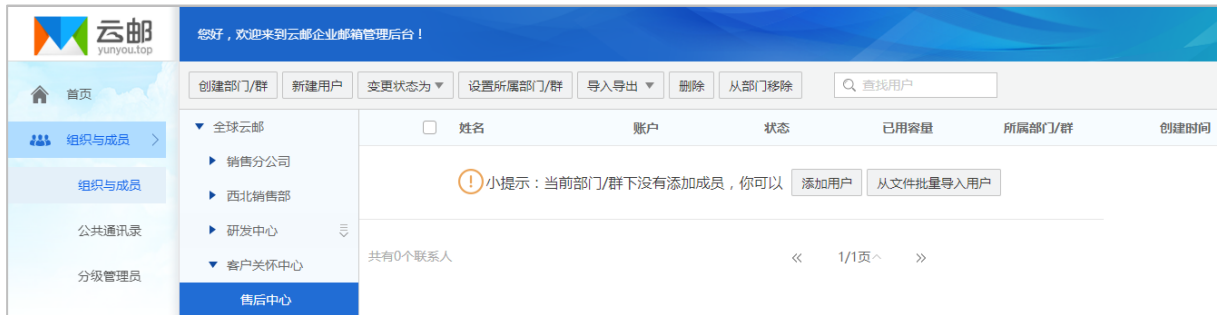 云邮
yunyou.top
您好，欢迎来到云邮企业邮箱管理后台！
首页
组织与成员
组织与成员
公共通讯录
分级管理员
创建部门/群 新建用户 变更状态为 设置所属部门/群 导入导出 删除 从部门移除 查找用户
全球云邮
销售分公司
西北销售部
研发中心
客户关怀中心
售后中心
姓名 账户 状态 已用容量 所属部门/群 创建时间
小提示：当前部门/群下没有添加成员，你可以 添加用户 从文件批量导入用户
共有0个联系人 « 1/1页 »